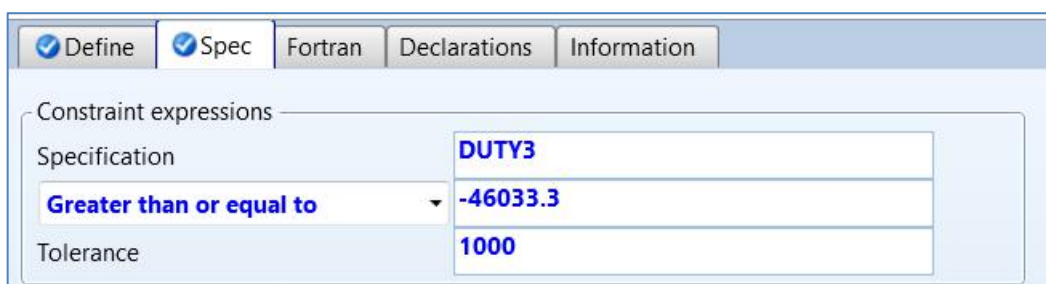 Define Spec Fortran Declarations Information
Constraint expressions
Specification DUTY3
Greater than or equal to -46033.3
Tolerance 1000